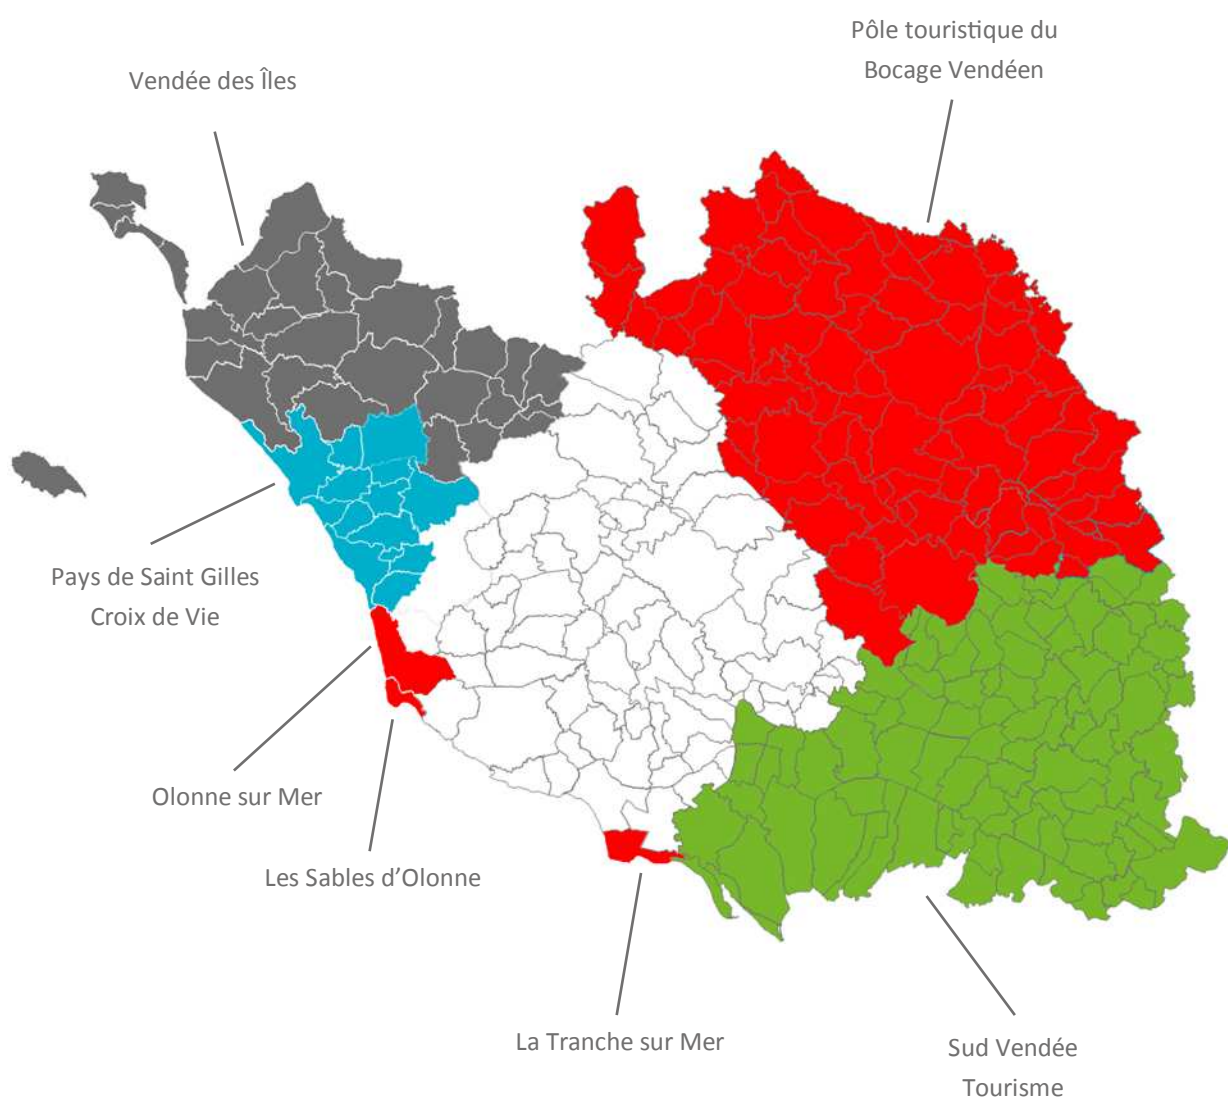 Pôle touristique du
Bocage Vendéen
Vendée des Îles
Pays de Saint Gilles
Croix de Vie
Olonne sur Mer
Les Sables d’Olonne
La Tranche sur Mer
Sud Vendée
Tourisme